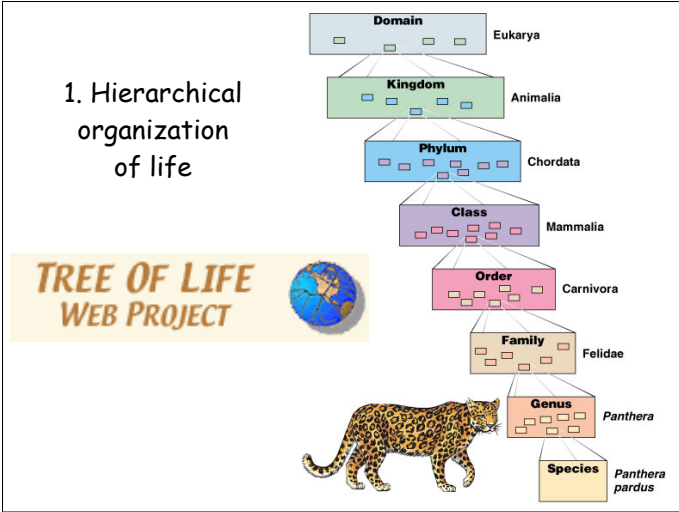 1. Hierarchical
organization
of life
TREE OF LIFE
WEB PROJECT
Domain
Eukarya
Kingdom
Animalia
Phylum
Chordata
Class
Mammalia
Order
Carnivora
Family
Felidae
Genus
Panthera
Species
Panthera
pardus